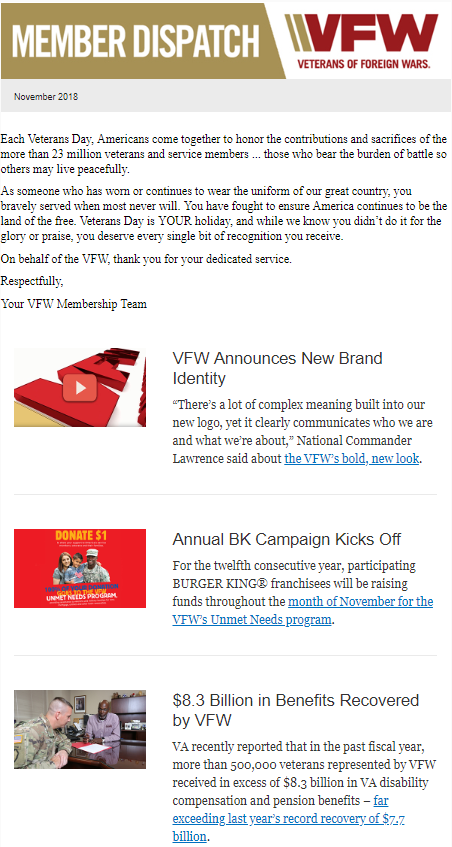 MEMBER DISPATCH
VFW
VETERANS OF FOREIGN WARS.
November 2018
Each Veterans Day, Americans come together to honor the contributions and sacrifices of the
more than 23 million veterans and service members ... those who bear the burden of battle so
others may live peacefully.
As someone who has worn or continues to wear the uniform of our great country, you
bravely served when most never will. You have fought to ensure America continues to be the
land of the free. Veterans Day is YOUR holiday, and while we know you didn't do it for the
glory or praise, you deserve every single bit of recognition you receive.
On behalf of the VFW, thank you for your dedicated service.
Respectfully,
Your VFW Membership Team
VFW Announces New Brand
Identity
“There’s a lot of complex meaning built into our
new logo, yet it clearly communicates who we are
and what we’re about,” National Commander
Lawrence said about the VFW’s bold, new look.
DONATE $1
GOES TO THE VFW
UNMET NEEDS PROGRAM.
Annual BK Campaign Kicks Off
For the twelfth consecutive year, participating
BURGER KING® franchisees will be raising
funds throughout the month of November for the
VFW’s Unmet Needs program.
$8.3 Billion in Benefits Recovered
by VFW
VA recently reported that in the past fiscal year,
more than 500,000 veterans represented by VFW
received in excess of $8.3 billion in VA disability
compensation and pension benefits – far
exceeding last year’s record recovery of $7.7
billion.